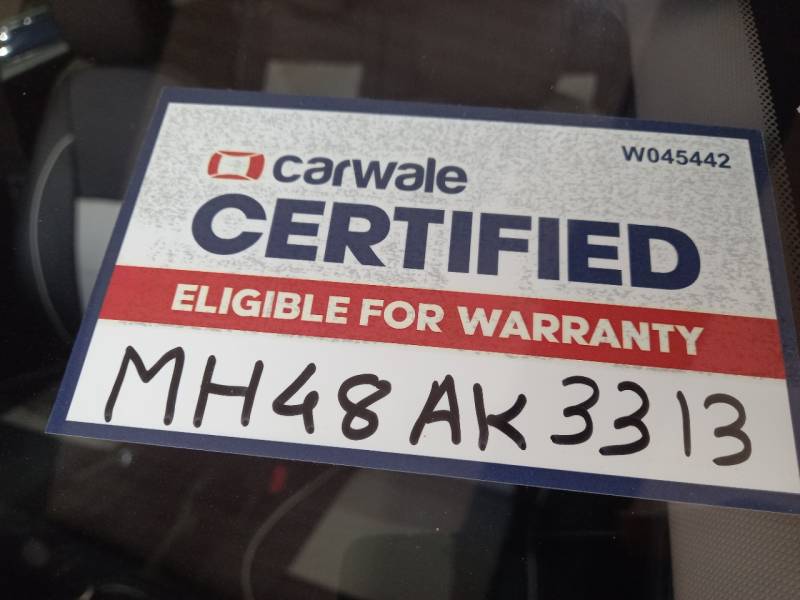 W045442
carwale
CERTIFIED
ELIGIBLE FOR WARRANTY
MH48AK3313